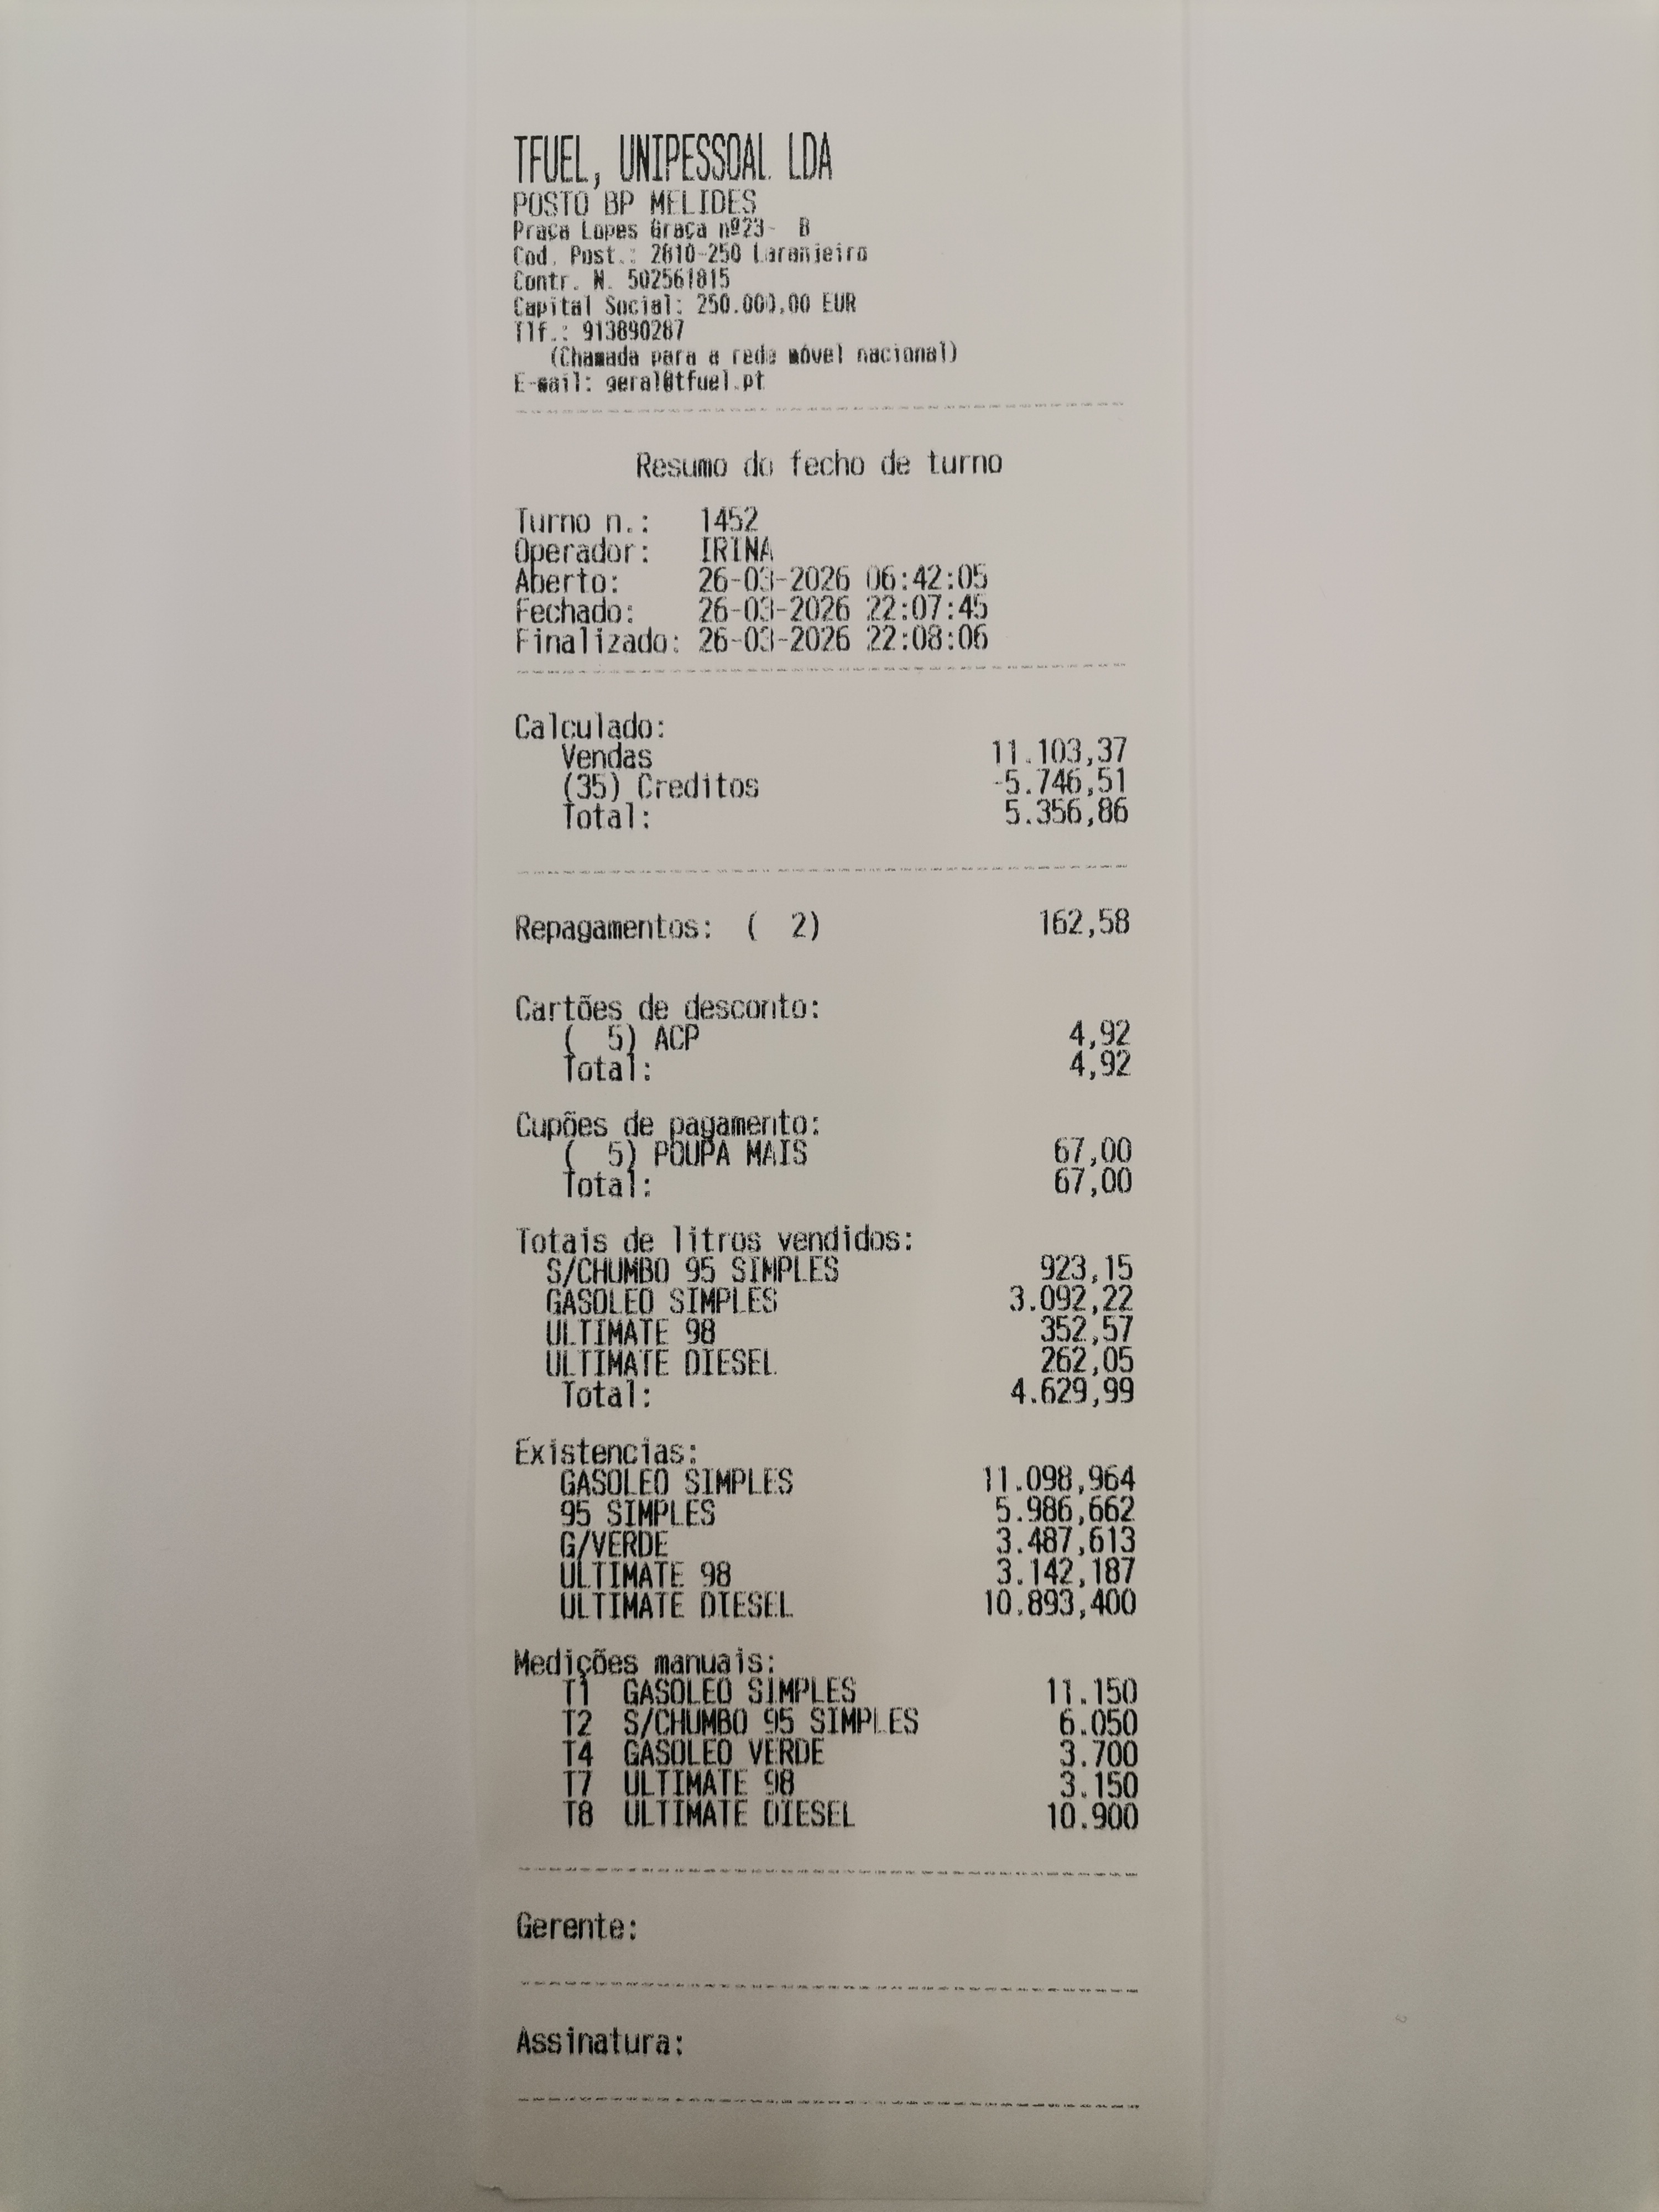 TFUEL, UNIPESSOAL LDA
POSTO BP MELIDES
Praça Lopes Graça nº23- B
Cod. Post.: 2810-250 Laranjeiro
Contr. N. 502561815
Capital Social: 250.000,00 EUR
Tlf.: 913890287
(Chamada para a rede móvel nacional)
E-mail: geral@tfuel.pt
Resumo do fecho de turno
Turno n.: 1452
Operador: IRINA
Aberto: 26-03-2026 06:42:05
Fechado: 26-03-2026 22:07:45
Finalizado: 26-03-2026 22:08:06
Calculado:
Vendas 11.103,37
(35) Creditos -5.746,51
Total: 5.356,86
Repagamentos: ( 2) 162,58
Cartões de desconto:
( 5) ACP 4,92
Total: 4,92
Cupões de pagamento:
( 5) POUPA MAIS 67,00
Total: 67,00
Totais de litros vendidos:
S/CHUMBO 95 SIMPLES 923,15
GASOLEO SIMPLES 3.092,22
ULTIMATE 98 352,57
ULTIMATE DIESEL 262,05
Total: 4.629,99
Existencias:
GASOLEO SIMPLES 11.098,964
95 SIMPLES 5.986,662
G/VERDE 3.487,613
ULTIMATE 98 3.142,187
ULTIMATE DIESEL 10.893,400
Medições manuais:
T1 GASOLEO SIMPLES 11.150
T2 S/CHUMBO 95 SIMPLES 6.050
T4 GASOLEO VERDE 3.700
T7 ULTIMATE 98 3.150
T8 ULTIMATE DIESEL 10.900
Gerente:
Assinatura: